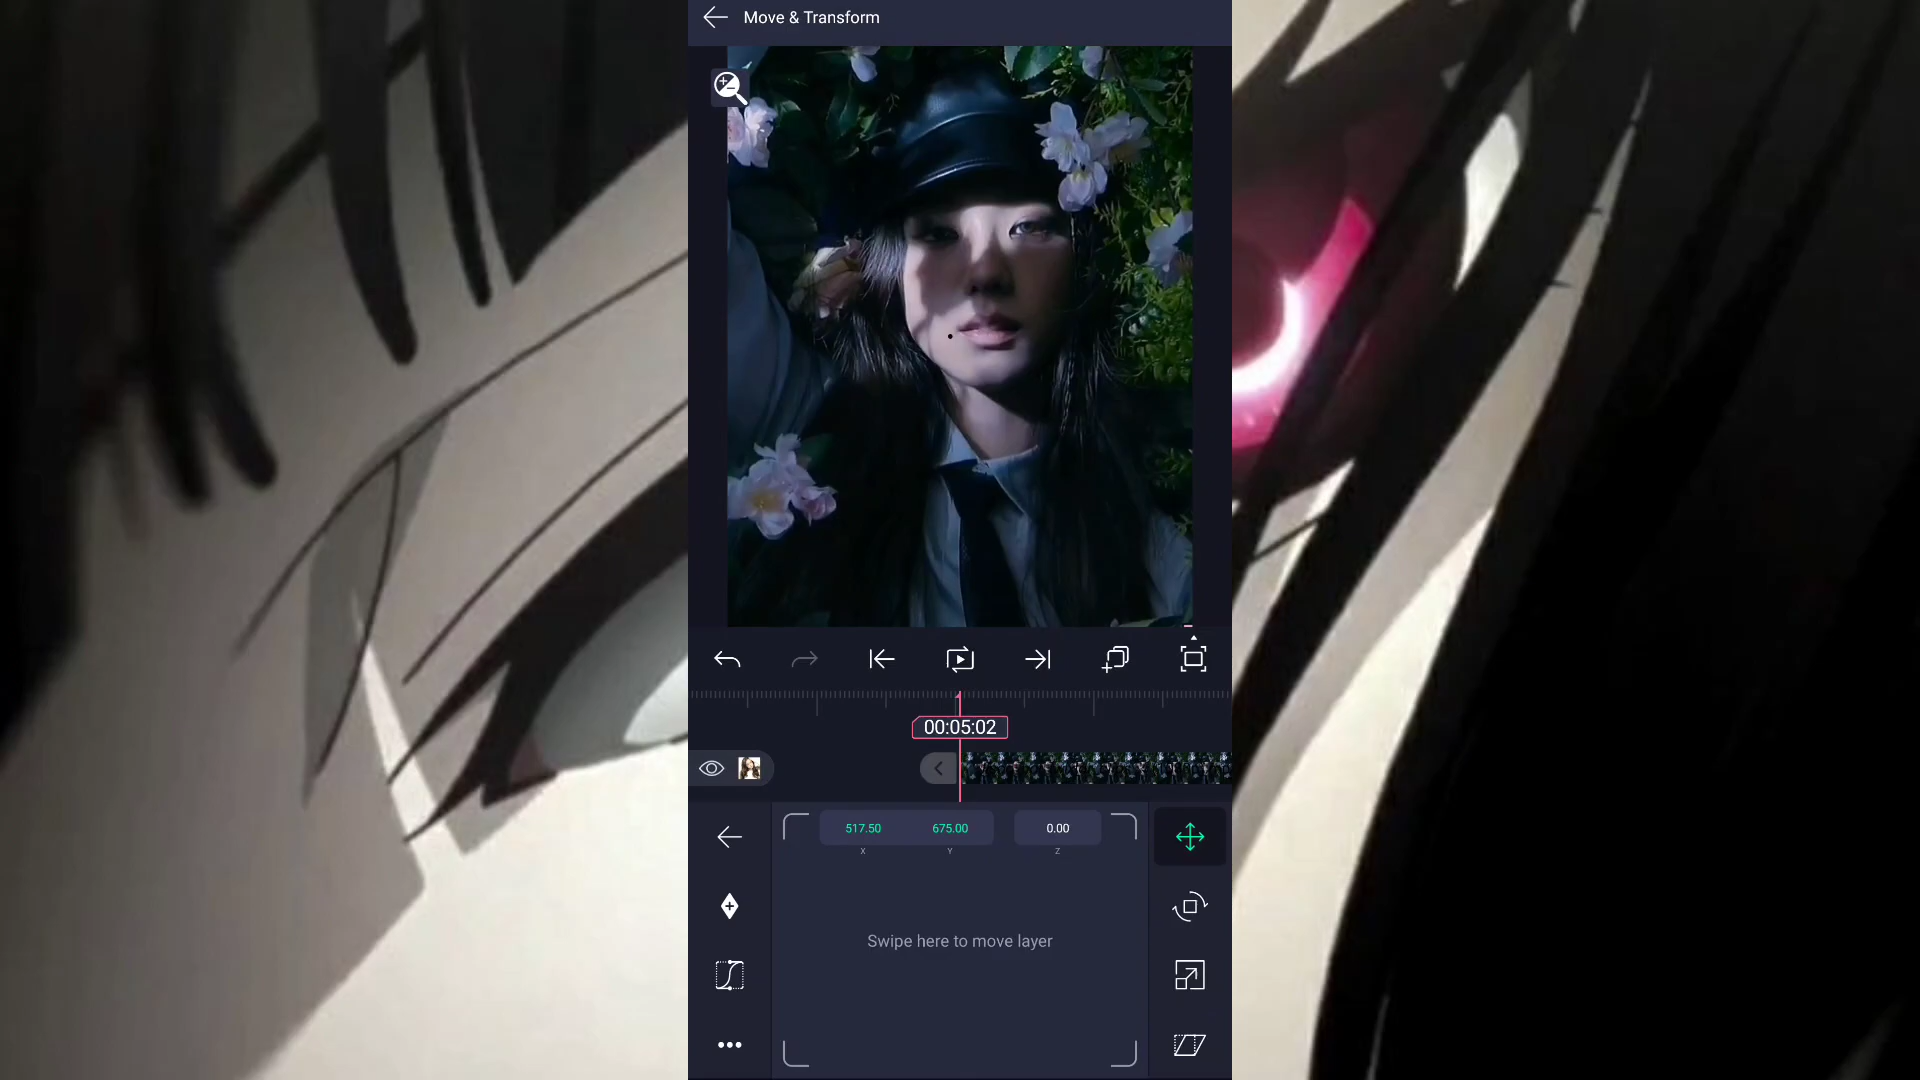 Move & Transform
00:05:02
517.50 675.00 0.00
X Y Z
Swipe here to move layer